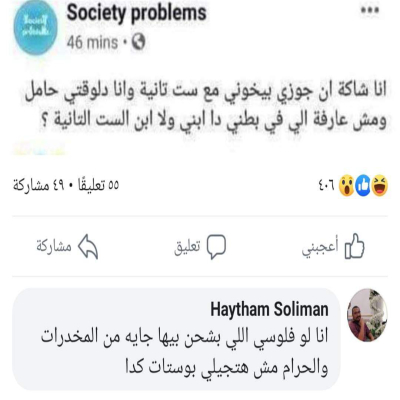 Society problems
46 mins •
انا شاكة ان جوزي بيخوني مع ست تانية وانا دلوقتي حامل
ومش عارفة الي في بطني دا ابني ولا ابن الست التانية ؟
٥٥ تعليقًا • ٤٩ مشاركة
٤٠٦
أعجبني
تعليق
مشاركة
Haytham Soliman
انا لو فلوسي اللي بشحن بيها جايه من المخدرات
والحرام مش هتجيلي بوستات كدا